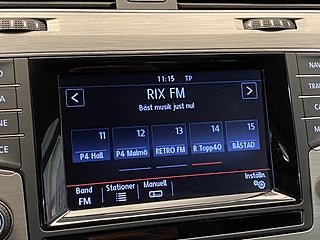 11:15 TP
RIX FM
Bäst musik just nu!
11 12 13 14 15
P4 Hall P4 Malmö RETRO FM R Topp40 BÅSTAD
Band Stationer Manuell Inställn.
FM